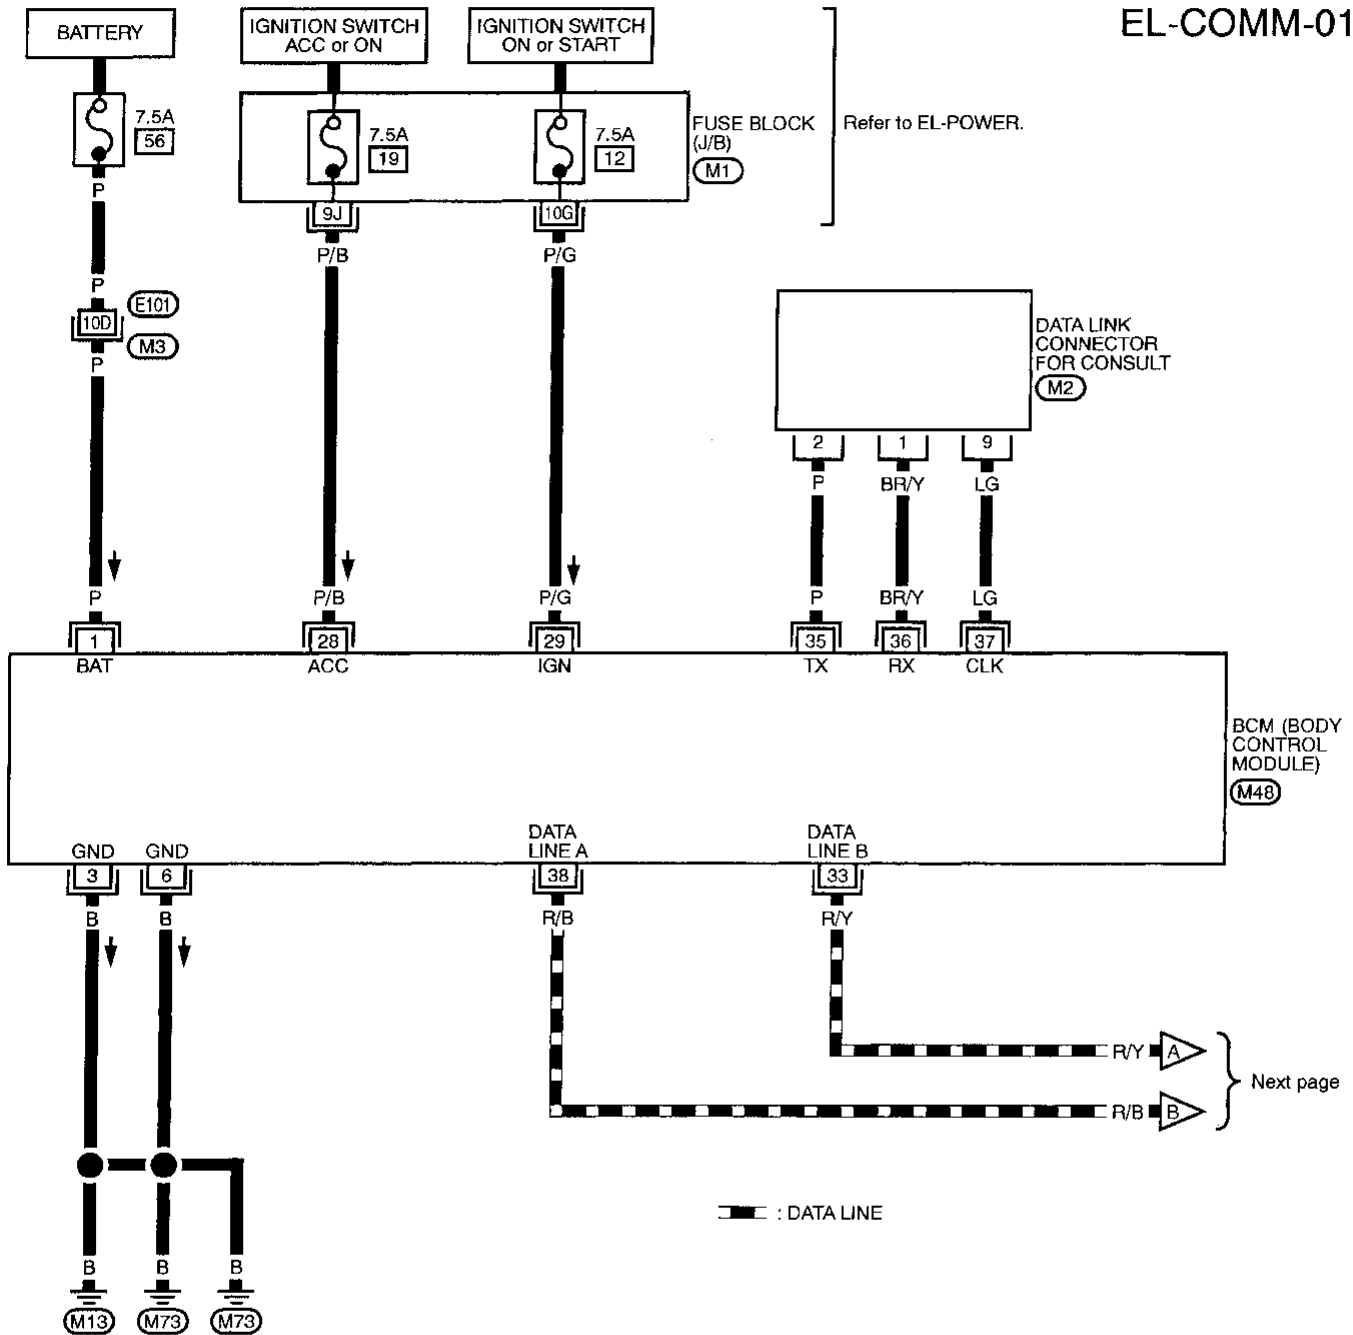 EL-COMM-01
BATTERY
IGNITION SWITCH
ACC or ON
IGNITION SWITCH
ON or START
7.5A
56
7.5A
19
7.5A
12
FUSE BLOCK
(J/B)
M1
Refer to EL-POWER.
P
9J
10G
P/B
P/G
P
E101
10D
M3
P
DATA LINK
CONNECTOR
FOR CONSULT
M2
2
1
9
P
BR/Y
LG
P
P/B
P/G
P
BR/Y
LG
1
28
29
35
36
37
BAT
ACC
IGN
TX
RX
CLK
BCM (BODY
CONTROL
MODULE)
M48
GND
GND
DATA
LINE A
DATA
LINE B
3
6
38
33
B
B
R/B
R/Y
R/Y
A
Next page
R/B
B
: DATA LINE
B
B
B
M13
M73
M73